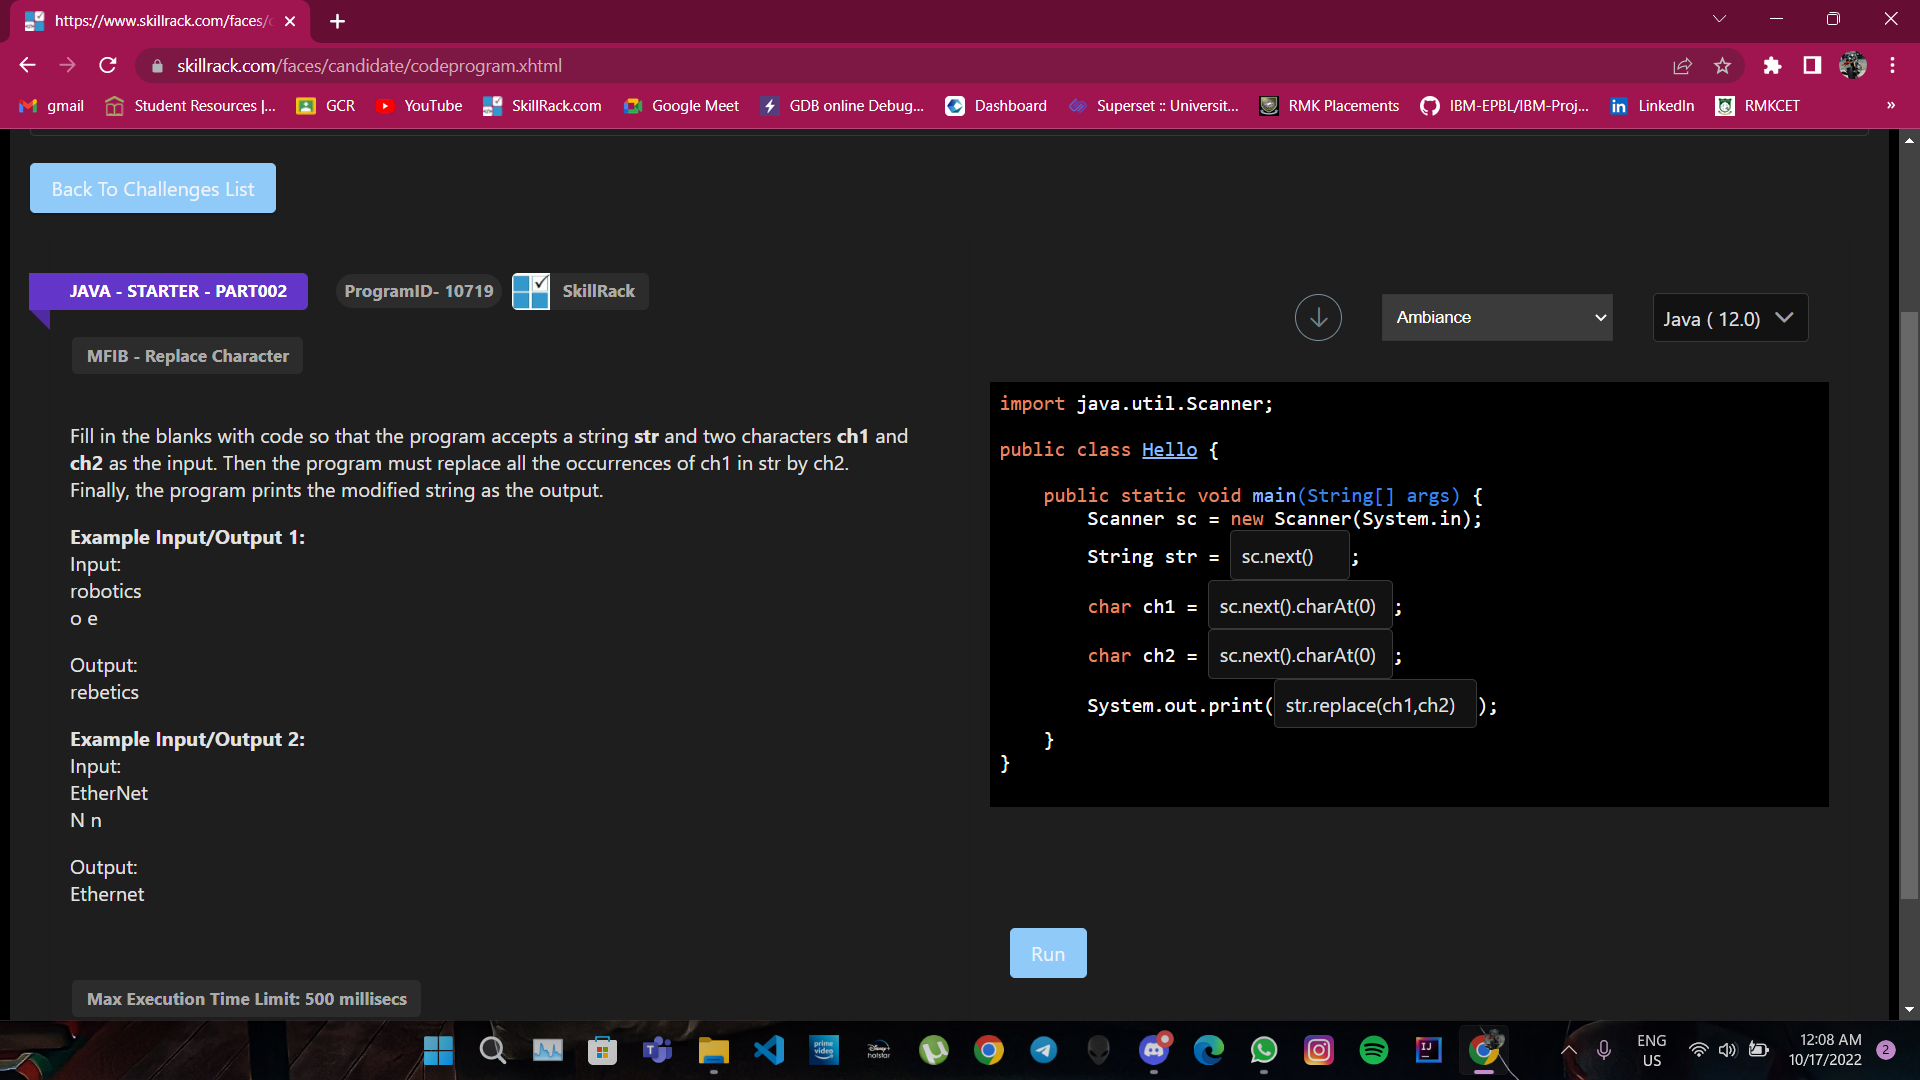 https://www.skillrack.com/faces/c
skillrack.com/faces/candidate/codeprogram.xhtml
gmail Student Resources |... GCR YouTube SkillRack.com Google Meet GDB online Debug... Dashboard Superset :: Universit... RMK Placements IBM-EPBL/IBM-Proj... LinkedIn RMKCET »
Back To Challenges List
JAVA - STARTER - PART002 ProgramID- 10719 SkillRack
Ambiance Java ( 12.0)
MFIB - Replace Character
Fill in the blanks with code so that the program accepts a string str and two characters ch1 and
ch2 as the input. Then the program must replace all the occurrences of ch1 in str by ch2.
Finally, the program prints the modified string as the output.
Example Input/Output 1:
Input:
robotics
o e
Output:
rebetics
Example Input/Output 2:
Input:
EtherNet
N n
Output:
Ethernet
Max Execution Time Limit: 500 millisecs
import java.util.Scanner;
public class Hello {
public static void main(String[] args) {
Scanner sc = new Scanner(System.in);
String str = sc.next() ;
char ch1 = sc.next().charAt(0) ;
char ch2 = sc.next().charAt(0) ;
System.out.print( str.replace(ch1,ch2) );
}
}
Run
prime video
Disney+ hotstar
IJ
ENG
US
12:08 AM
10/17/2022
2